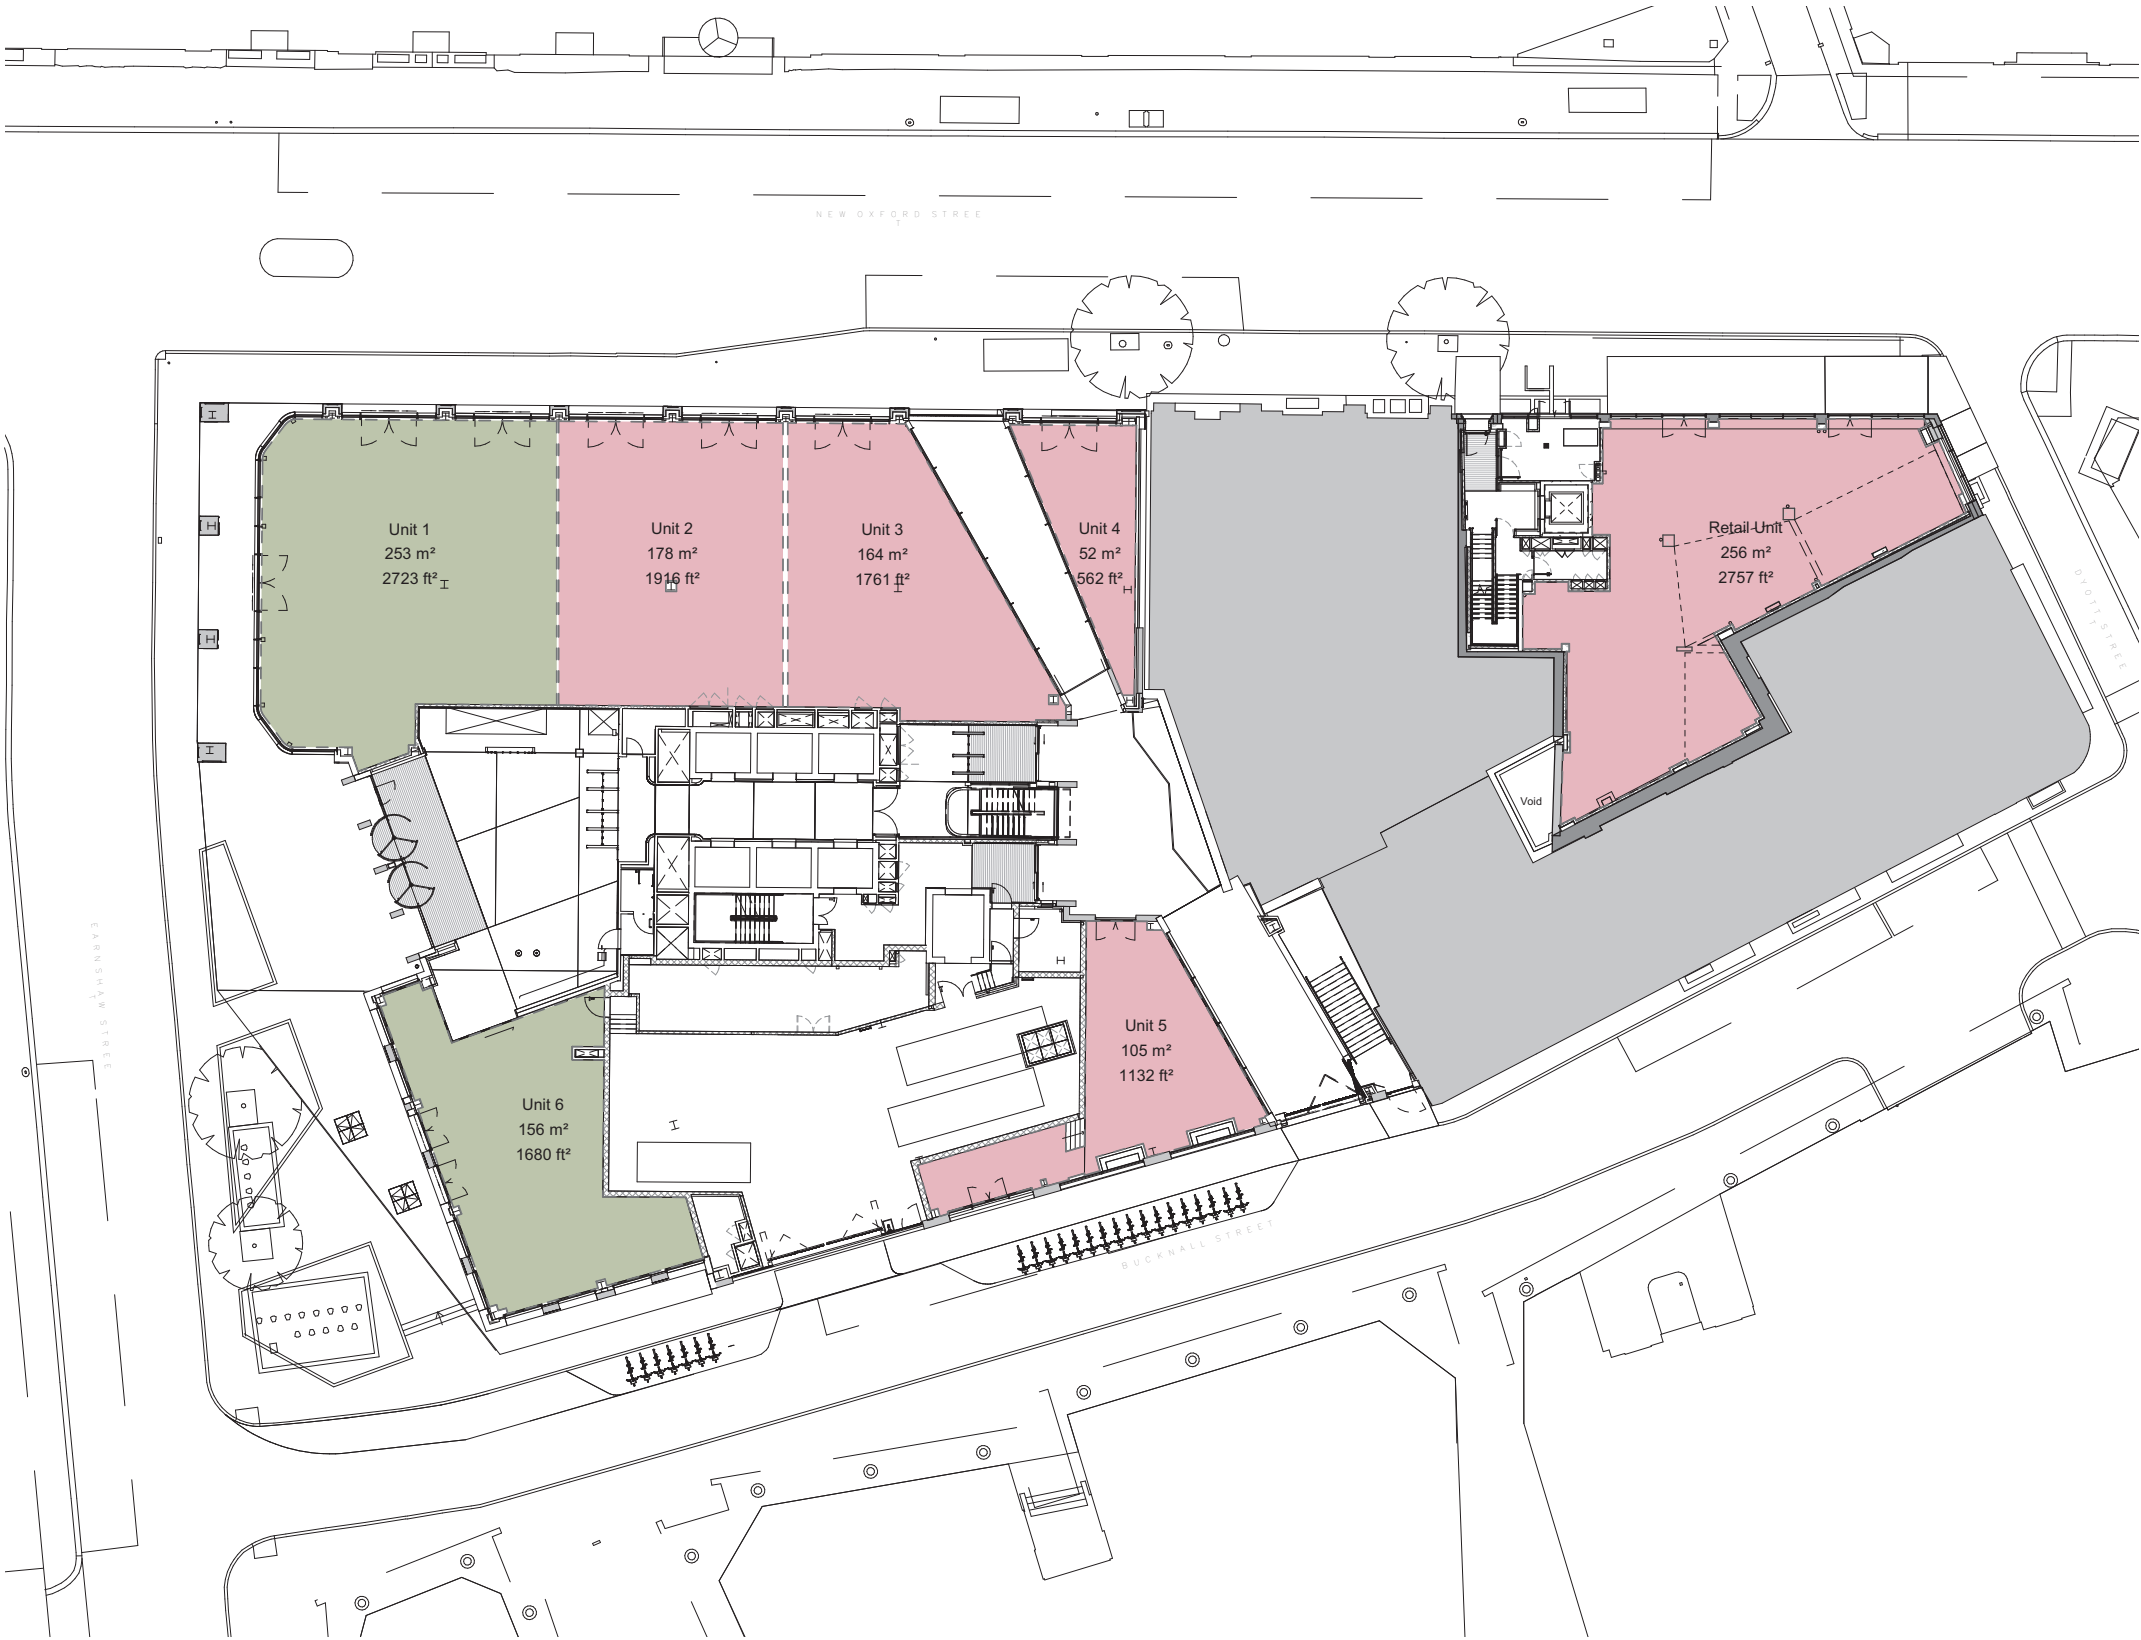 NEW OXFORD STREE
T
Unit 1
253 m²
2723 ft²
Unit 2
178 m²
1916 ft²
Unit 3
164 m²
1761 ft²
Unit 4
52 m²
562 ft²
Retail Unit
256 m²
2757 ft²
DYOTT STREE
T
Void
EARNSHAW STREE
T
Unit 5
105 m²
1132 ft²
Unit 6
156 m²
1680 ft²
BUCKNALL STREET